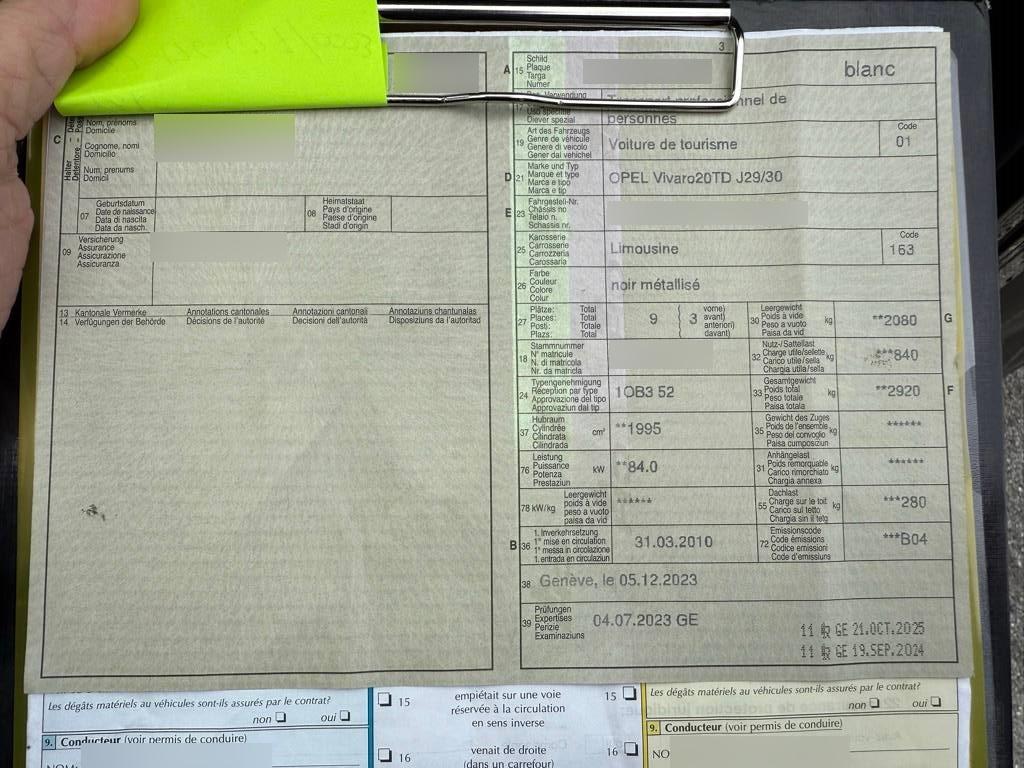 3
C
Nom, prénoms
Domicile
Cognome, nomi
Domicilio
Num, prenums
Domicil
07
Geburtsdatum
Date de naissance
Data di nascita
Data da nasch.
08
Heimatstaat
Pays d'origine
Paese d'origine
Stadi d'origin
09
Versicherung
Assurance
Assicurazione
Assicuranza
13 Kantonale Vermerke Annotations cantonales Annotazioni cantonali Annotaziuns chantunalas
14 Verfügungen der Behörde Décisions de l'autorité Decisioni dell'autorità Disposiziuns da l'autoritad
A 15
Schild
Plaque
Targa
Numer
blanc
17
Diever spezial
Transport professionnel de
personnes
19
Art des Fahrzeugs
Genre de véhicule
Genere di veicolo
Gener dal vehichel
Voiture de tourisme
Code
01
D 21
Marke und Typ
Marque et type
Marca e tipo
Marca e tip
OPEL Vivaro20TD J29/30
E 23
Fahrgestell-Nr.
Châssis no
Telaio n.
Schassis nr.
25
Karosserie
Carrosserie
Carrozzeria
Carossaria
Limousine
Code
163
26
Farbe
Couleur
Colore
Colur
noir métallisé
27
Plätze: Total
Places: Total
Posti: Totale
Plazs: Total
9 ( 3
vorne)
avant)
anteriori)
davant)
30
Leergewicht
Poids à vide
Peso a vuoto
Paisa da vid
kg
**2080
G
18
Stammnummer
N° matricule
N. di matricola
Nr. da matricla
32
Nutz-/Sattellast
Charge utile/sellette
Carico utile/sella
Chargia utila/sella
kg
***840
24
Typengenehmigung
Réception par type
Approvazione del tipo
Approvaziun dal tip
1OB3 52
33
Gesamtgewicht
Poids total
Peso totale
Paisa totala
kg
**2920
F
37
Hubraum
Cylindrée
Cilindrata
Cilindrada
cm³
**1995
35
Gewicht des Zuges
Poids de l'ensemble
Peso del convoglio
Paisa cumposiziun
kg
******
76
Leistung
Puissance
Potenza
Prestaziun
kW
**84.0
31
Anhängelast
Poids remorquable
Carico rimorchiato
Chargia annexa
kg
******
78 kW/kg
Leergewicht
poids à vide
peso a vuoto
paisa da vid
******
55
Dachlast
Charge sur le toit
Carico sul tetto
Chargia sin il tetg
kg
***280
B 36
1. Inverkehrsetzung
1re mise en circulation
1a messa in circolazione
1. entrada en circulaziun
31.03.2010
72
Emissionscode
Code émissions
Codice emissioni
Code d'emissiuns
***B04
38
Genève, le 05.12.2023
39
Prüfungen
Expertises
Perizie
Examinaziuns
04.07.2023 GE
11 GE 21.OCT.2025
11 GE 19.SEP.2024
Les dégâts matériels au véhicules sont-ils assurés par le contrat?
non oui
9. Conducteur (voir permis de conduire)
15
empiétait sur une voie
réservée à la circulation
en sens inverse
15
16
venait de droite
(dans un carrefour)
16
Les dégâts matériels au véhicules sont-ils assurés par le contrat?
non oui
9. Conducteur (voir permis de conduire)
NO